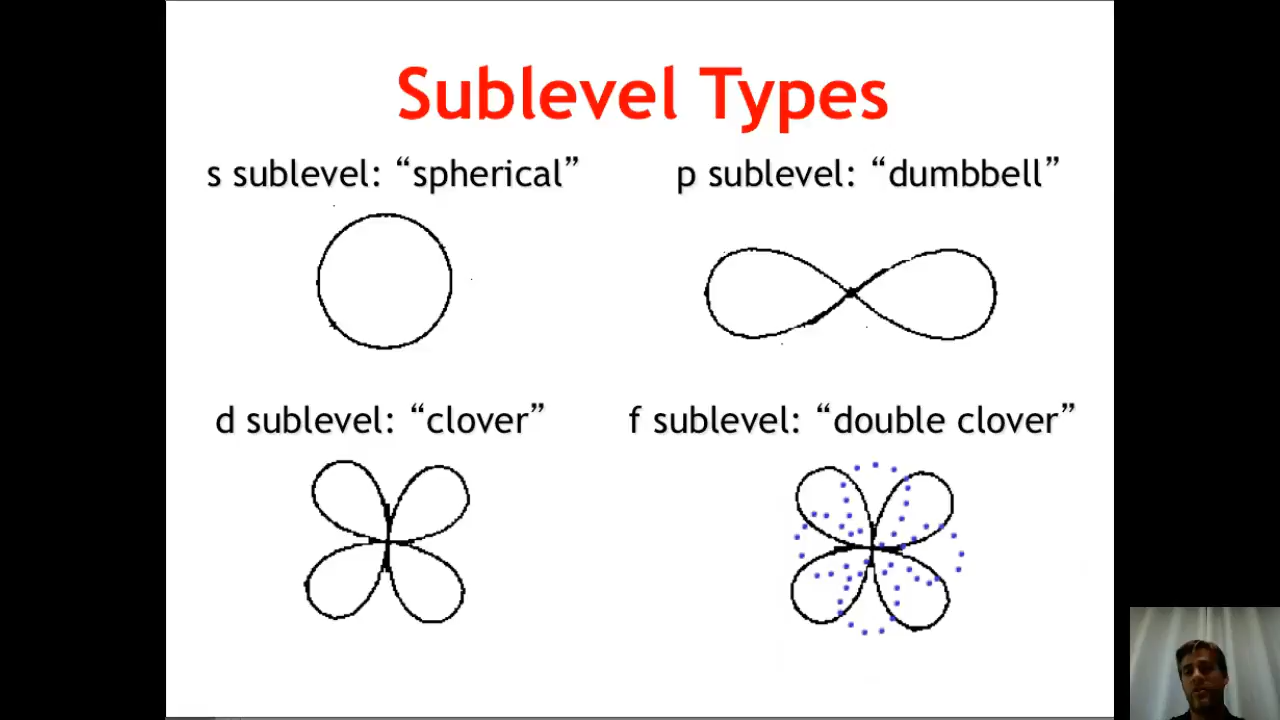 Sublevel Types
s sublevel: “spherical”
p sublevel: “dumbbell”
d sublevel: “clover”
f sublevel: “double clover”